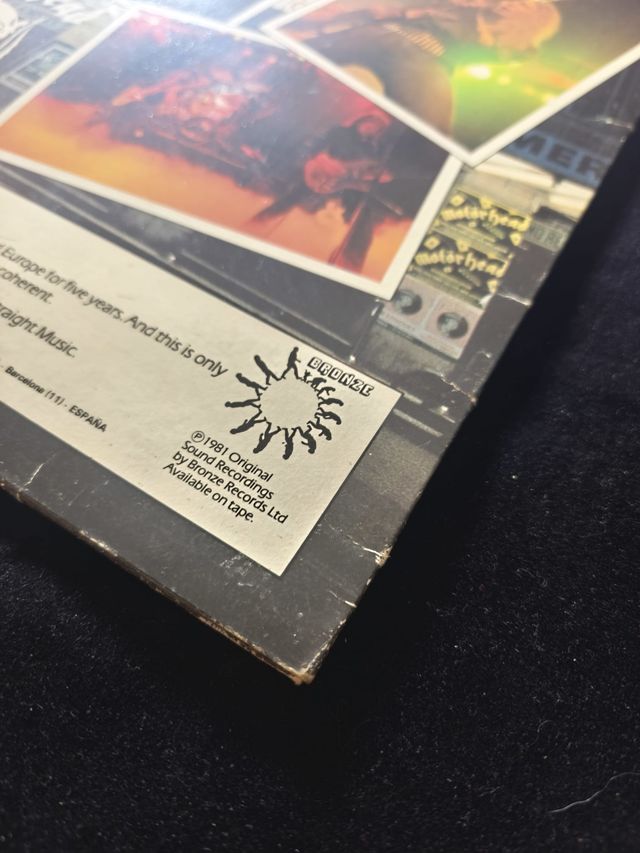 MER
Motörhead
Motörhead
Europe for five years. And this is only
coherent.
raight Music.
Barcelona (11) - ESPAÑA
BRONZE
℗ 1981 Original
Sound Recordings
by Bronze Records Ltd
Available on tape.